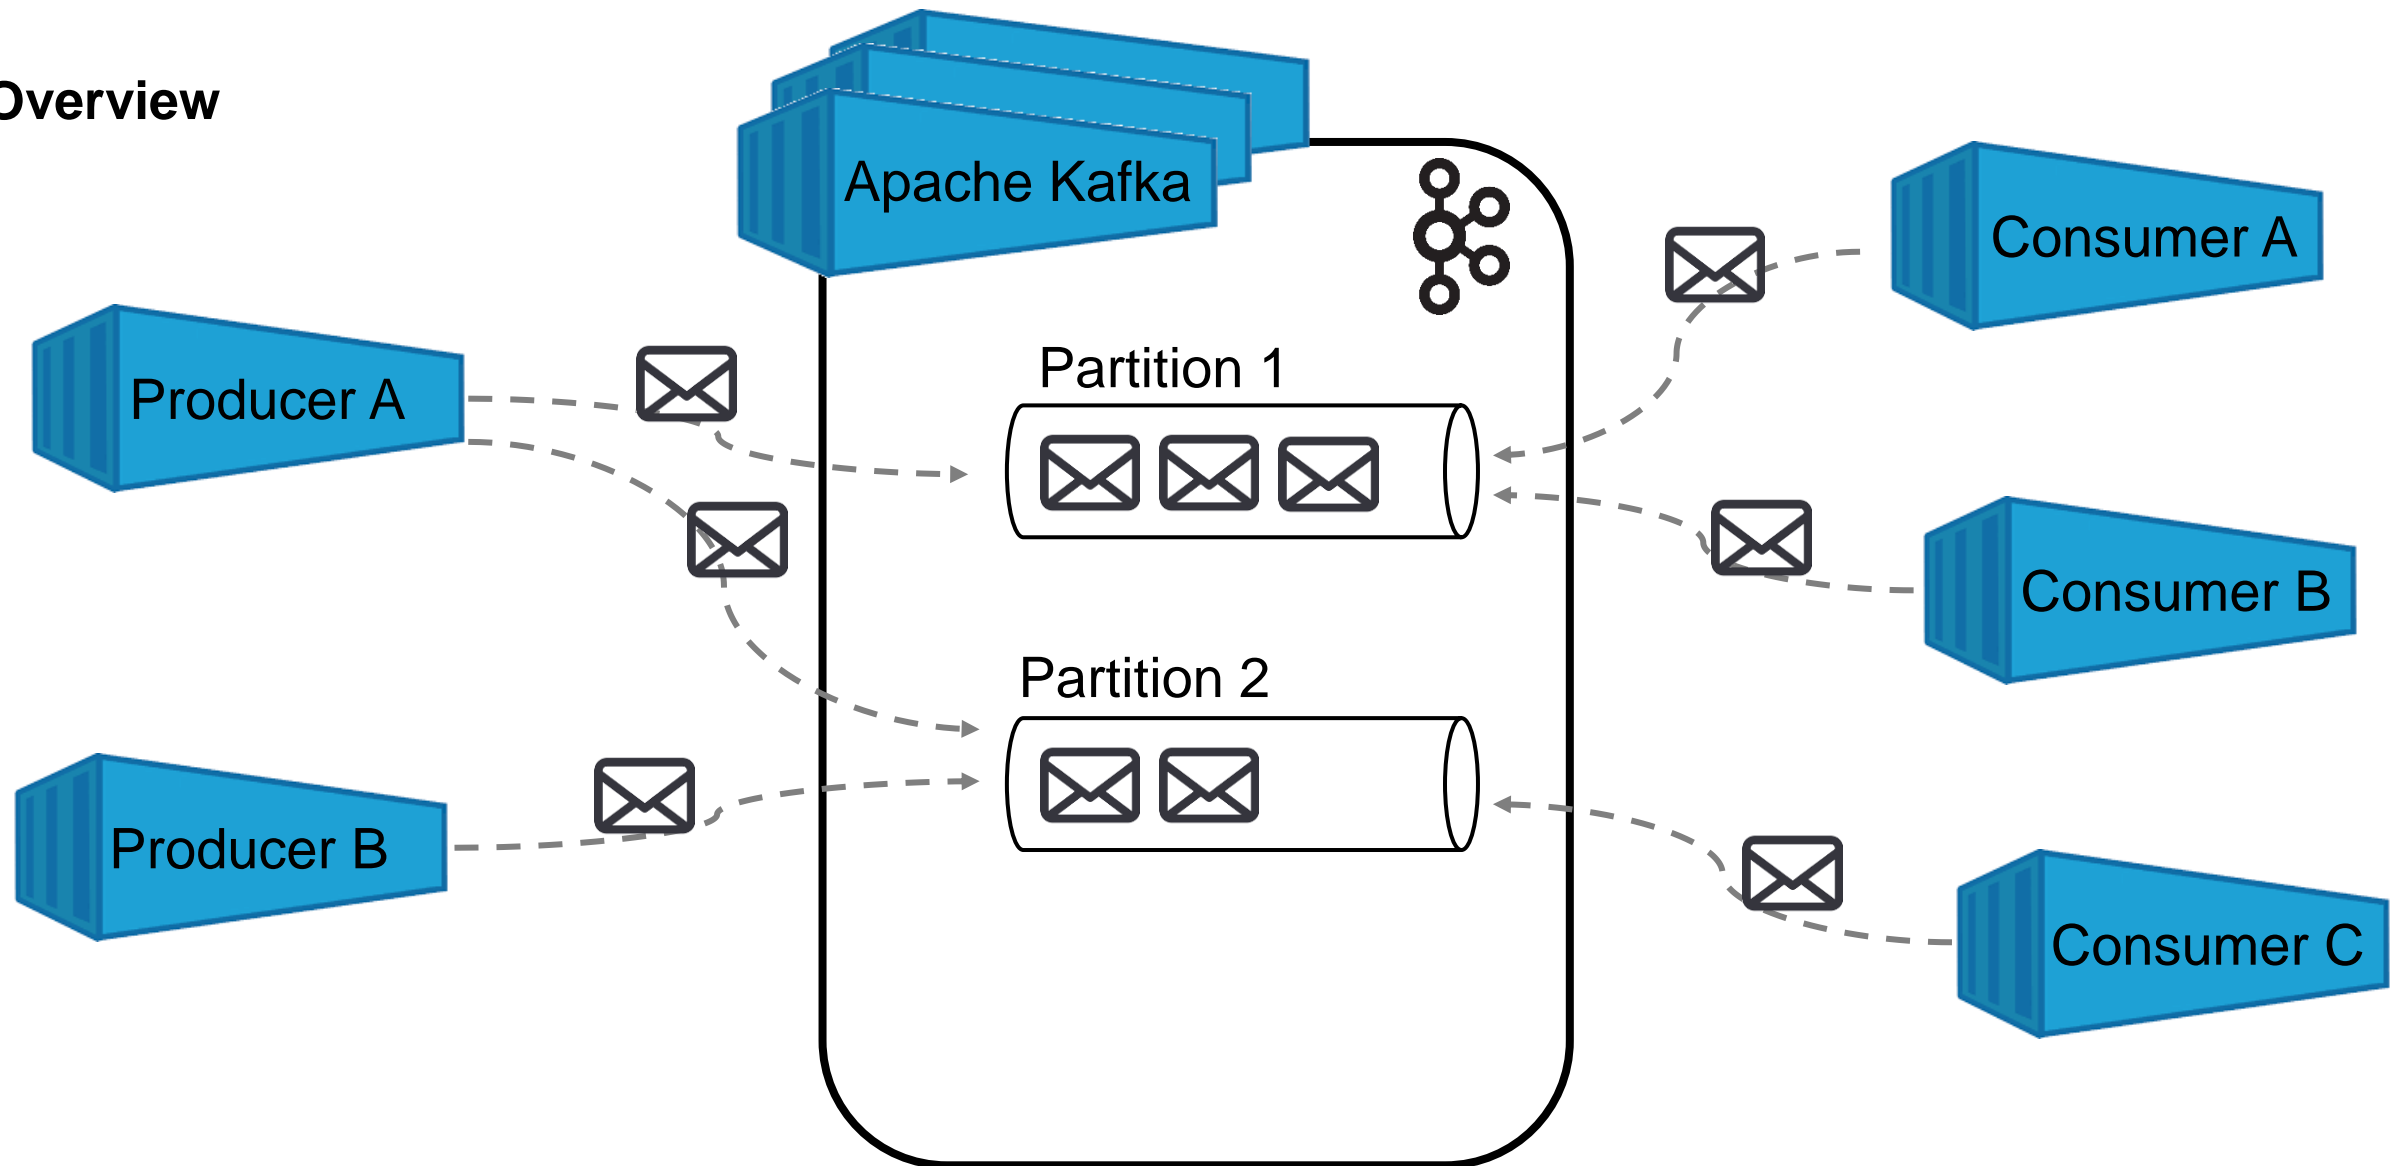 Overview
Apache Kafka
Producer A
Producer B
Partition 1
Partition 2
Consumer A
Consumer B
Consumer C